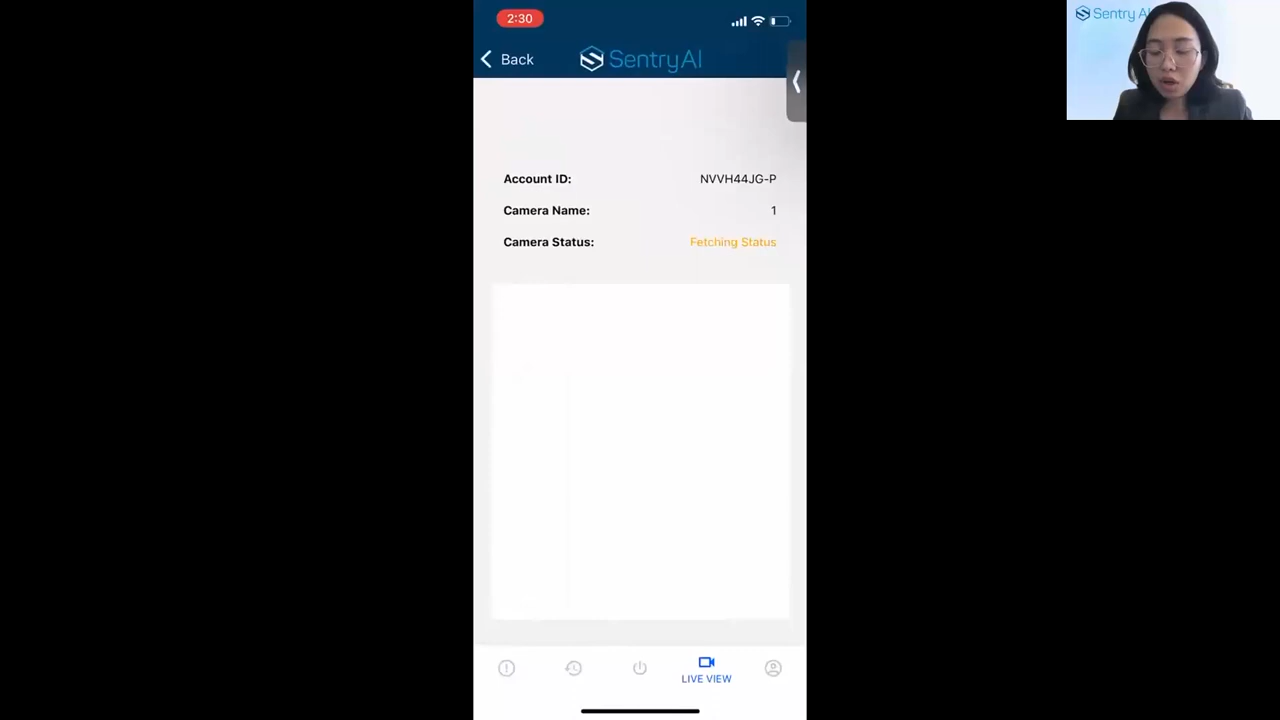 2:30
Back
SentryAI
Account ID: NVVH44JG-P
Camera Name: 1
Camera Status: Fetching Status
LIVE VIEW
Sentry AI